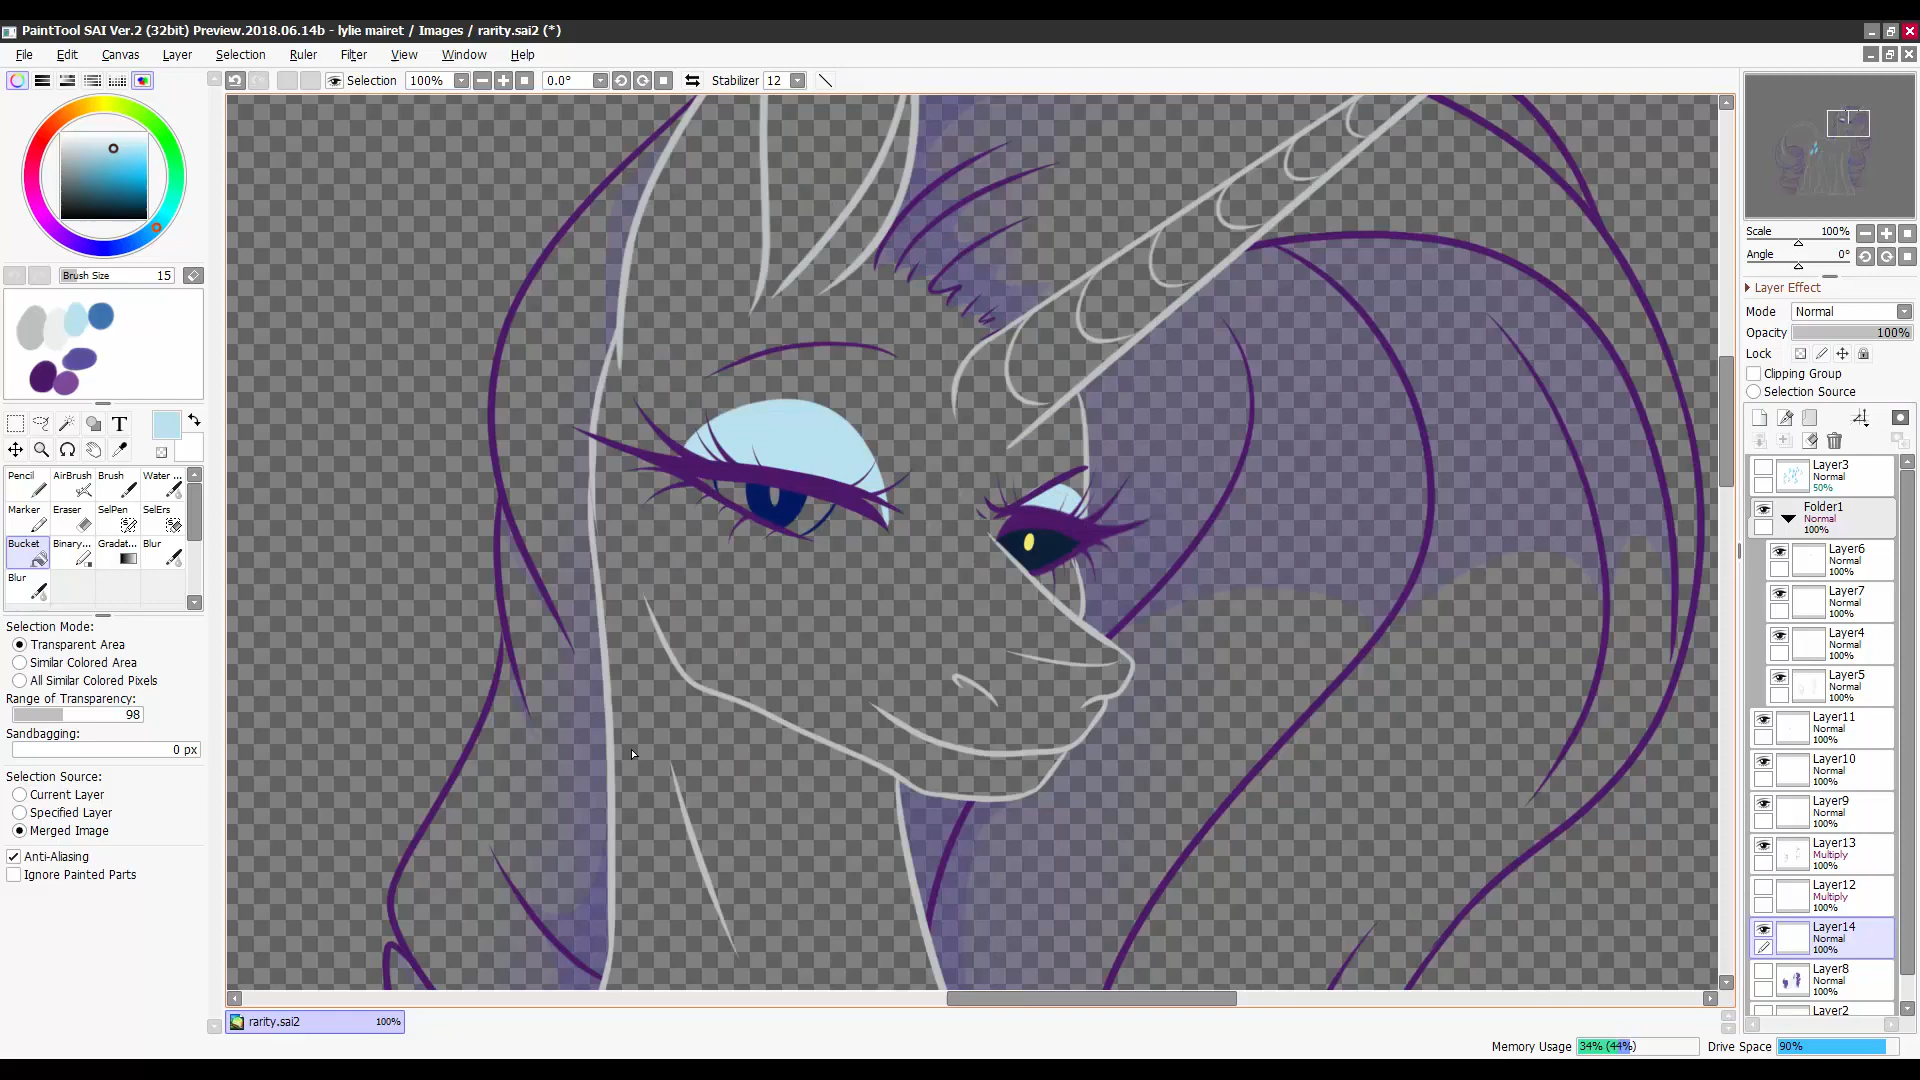 PaintTool SAI Ver.2 (32bit) Preview.2018.06.14b - lylie mairet / Images / rarity.sai2 (*)
File Edit Canvas Layer Selection Ruler Filter View Window Help
Selection 100% 0.0° Stabilizer 12
Brush Size 15
T
Pencil AirBrush Brush Water ...
Marker Eraser SelPen SelErs
Bucket Binary... Gradat... Blur
Blur
Selection Mode:
Transparent Area
Similar Colored Area
All Similar Colored Pixels
Range of Transparency:
98
Sandbagging:
0 px
Selection Source:
Current Layer
Specified Layer
Merged Image
Anti-Aliasing
Ignore Painted Parts
rarity.sai2 100%
Scale 100%
Angle 0°
Layer Effect
Mode Normal
Opacity 100%
Lock
Clipping Group
Selection Source
Layer3
Normal
50%
Folder1
Normal
100%
Layer6
Normal
100%
Layer7
Normal
100%
Layer4
Normal
100%
Layer5
Normal
100%
Layer11
Normal
100%
Layer10
Normal
100%
Layer9
Normal
100%
Layer13
Multiply
100%
Layer12
Multiply
100%
Layer14
Normal
100%
Layer8
Normal
100%
Layer2
Memory Usage 34% (44%) Drive Space 90%